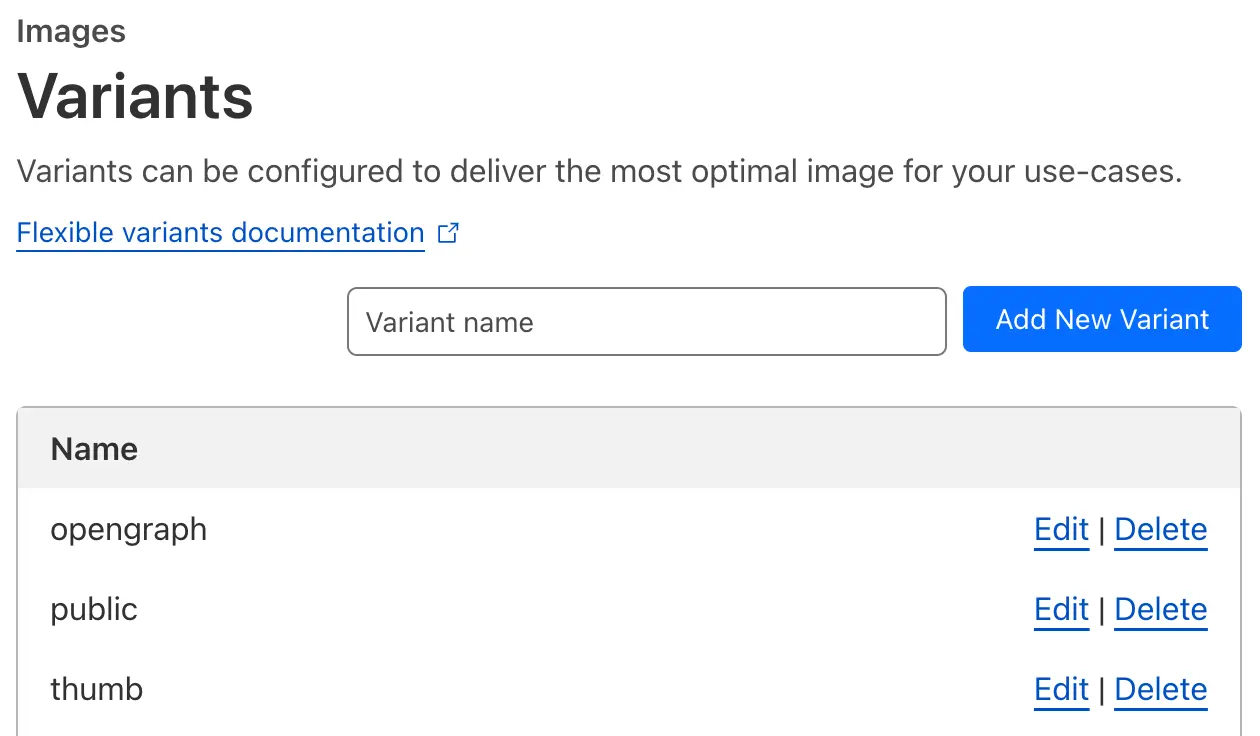 Images
Variants
Variants can be configured to deliver the most optimal image for your use-cases.
Flexible variants documentation
Variant name
Add New Variant
Name
opengraph
Edit | Delete
public
Edit | Delete
thumb
Edit | Delete